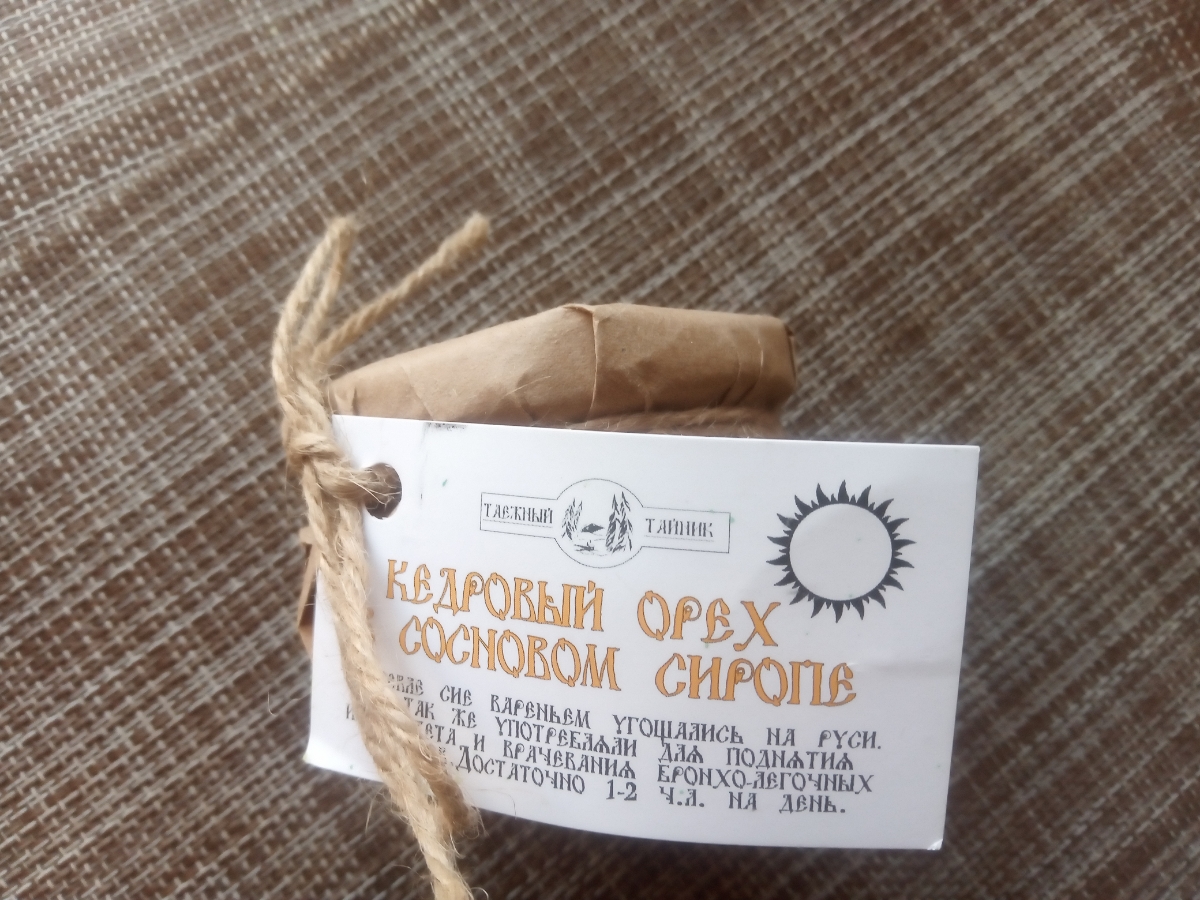 ТАЕЖНЫЙ ТАЙНИК
КЕДРОВЫЙ ОРЕХ
СОСНОВОМ СИРОПЕ
СИЕ ВАРЕНЬЕМ УГОЩАЛИСЬ НА РУСИ.
ТАК ЖЕ УПОТРЕБЛЯЛИ ДЛЯ ПОДНЯТИЯ
И ВРАЧЕВАНИЯ БРОНХО-ЛЕГОЧНЫХ
ДОСТАТОЧНО 1-2 Ч.Л. НА ДЕНЬ.